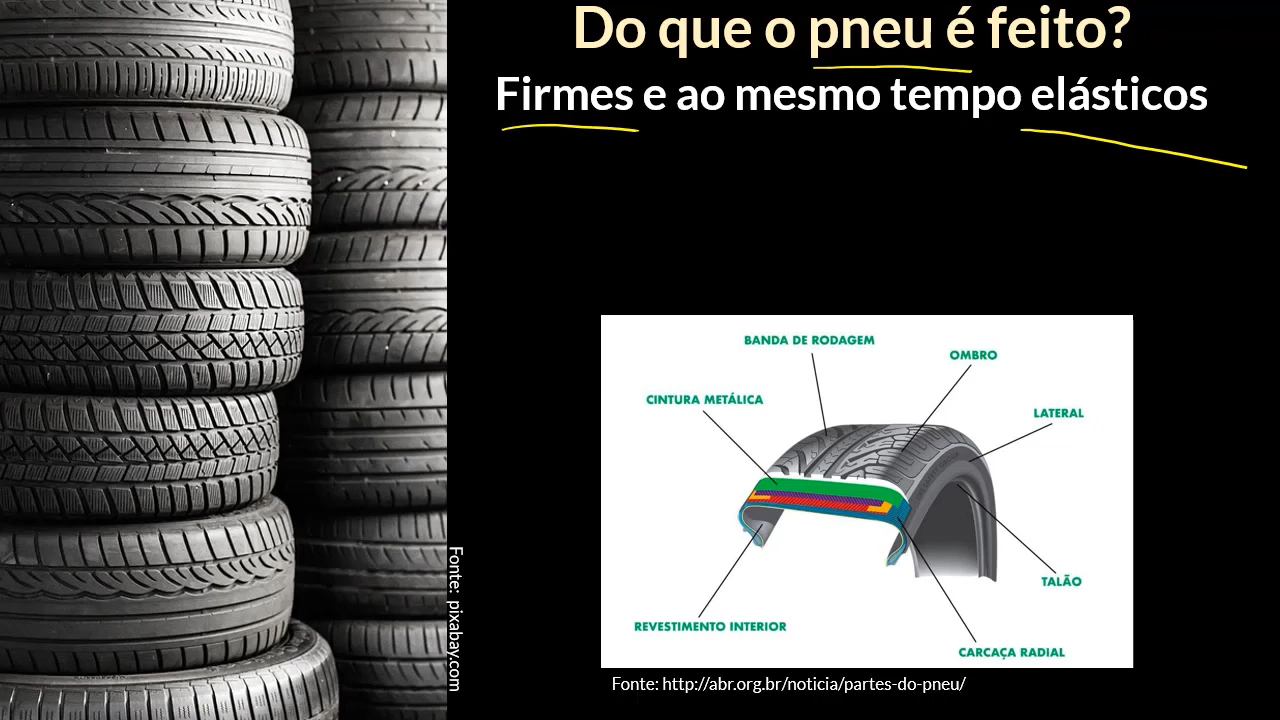 Do que o pneu é feito?
Firmes e ao mesmo tempo elásticos
BANDA DE RODAGEM
OMBRO
CINTURA METÁLICA
LATERAL
TALÃO
REVESTIMENTO INTERIOR
CARCAÇA RADIAL
Fonte: pixabay.com
Fonte: http://abr.org.br/noticia/partes-do-pneu/